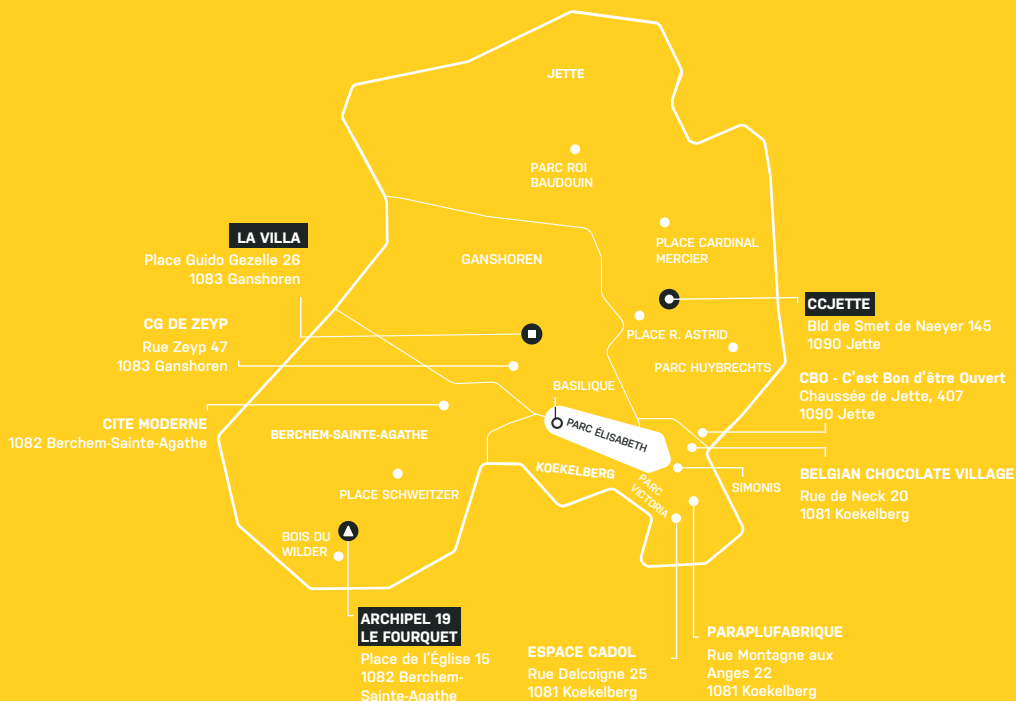 JETTE
PARC ROI
BAUDOUIN
LA VILLA
Place Guido Gezelle 26
1083 Ganshoren
GANSHOREN
PLACE CARDINAL
MERCIER
CG DE ZEYP
Rue Zeyp 47
1083 Ganshoren
CCJETTE
Bld de Smet de Naeyer 145
1090 Jette
PLACE R. ASTRID
PARC HUYBRECHTS
BASILIQUE
CBO - C'est Bon d'être Ouvert
Chaussée de Jette, 407
1090 Jette
CITE MODERNE
1082 Berchem-Sainte-Agathe
BERCHEM-SAINTE-AGATHE
PARC ÉLISABETH
KOEKELBERG
PARC
VICTORIA
SIMONIS
BELGIAN CHOCOLATE VILLAGE
Rue de Neck 20
1081 Koekelberg
PLACE SCHWEITZER
BOIS DU
WILDER
ARCHIPEL 19
LE FOURQUET
Place de l'Église 15
1082 Berchem-
Sainte-Agathe
ESPACE CADOL
Rue Delcoigne 25
1081 Koekelberg
PARAPLUFABRIQUE
Rue Montagne aux
Anges 22
1081 Koekelberg